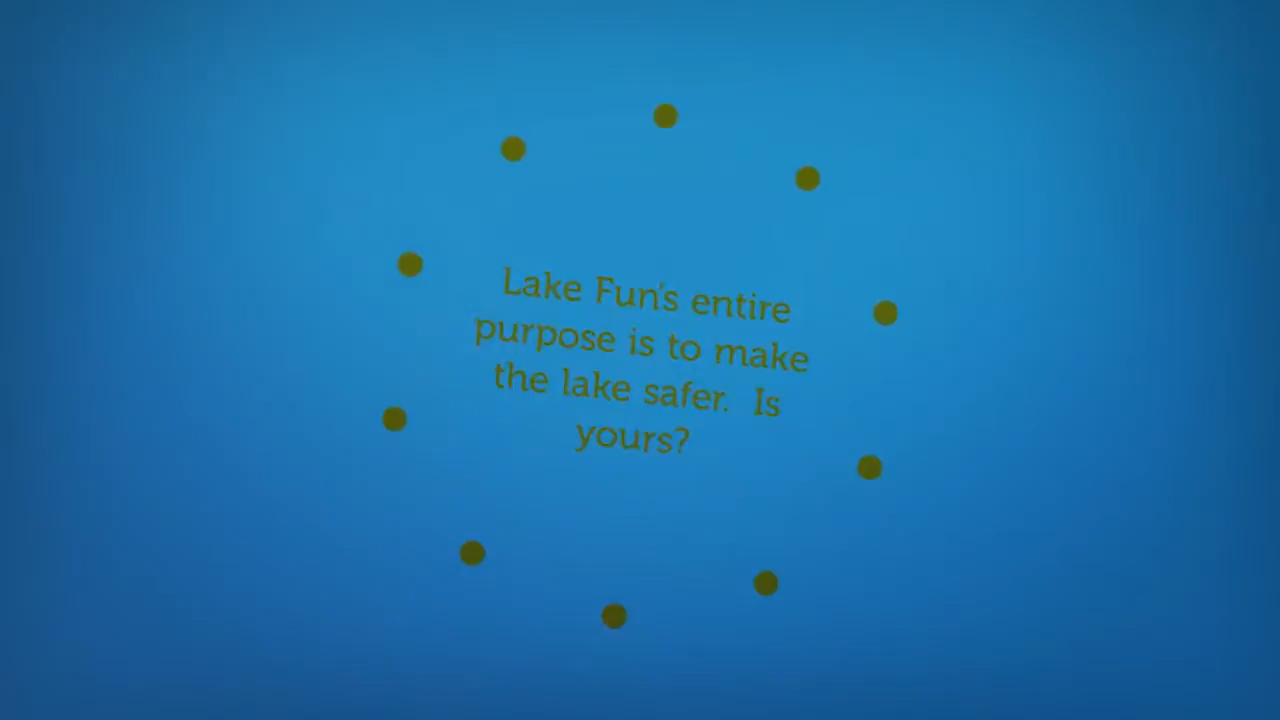 Lake Fun's entire
purpose is to make
the lake safer.  Is
yours?